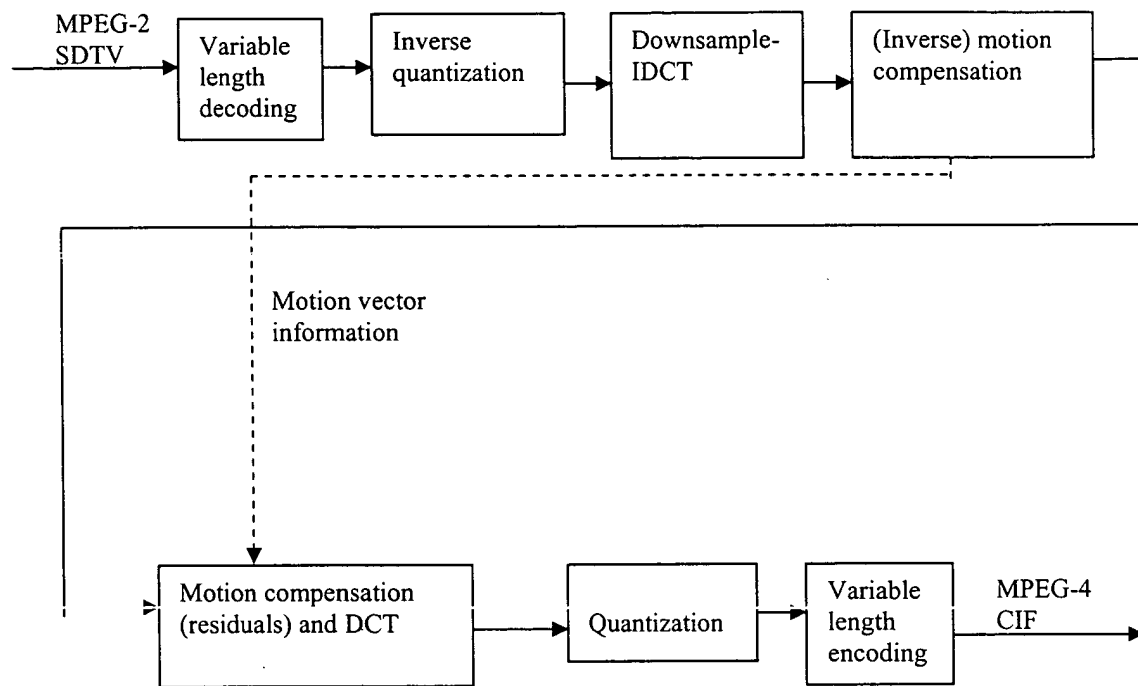 MPEG-2
SDTV
Variable
length
decoding
Inverse
quantization
Downsample-
IDCT
(Inverse) motion
compensation
Motion vector
information
Motion compensation
(residuals) and DCT
Quantization
Variable
length
encoding
MPEG-4
CIF